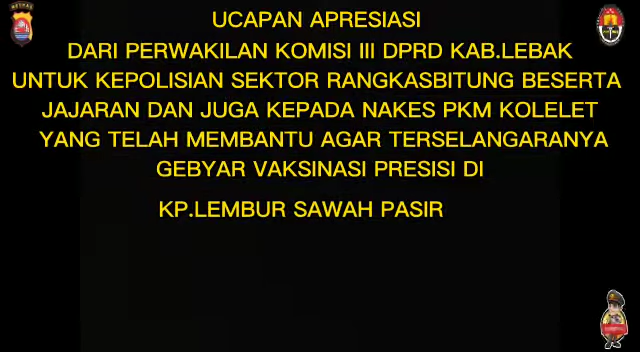 UCAPAN APRESIASI
DARI PERWAKILAN KOMISI III DPRD KAB.LEBAK
UNTUK KEPOLISIAN SEKTOR RANGKASBITUNG BESERTA
JAJARAN DAN JUGA KEPADA NAKES PKM KOLELET
YANG TELAH MEMBANTU AGAR TERSELANGARANYA
GEBYAR VAKSINASI PRESISI DI
KP.LEMBUR SAWAH PASIR